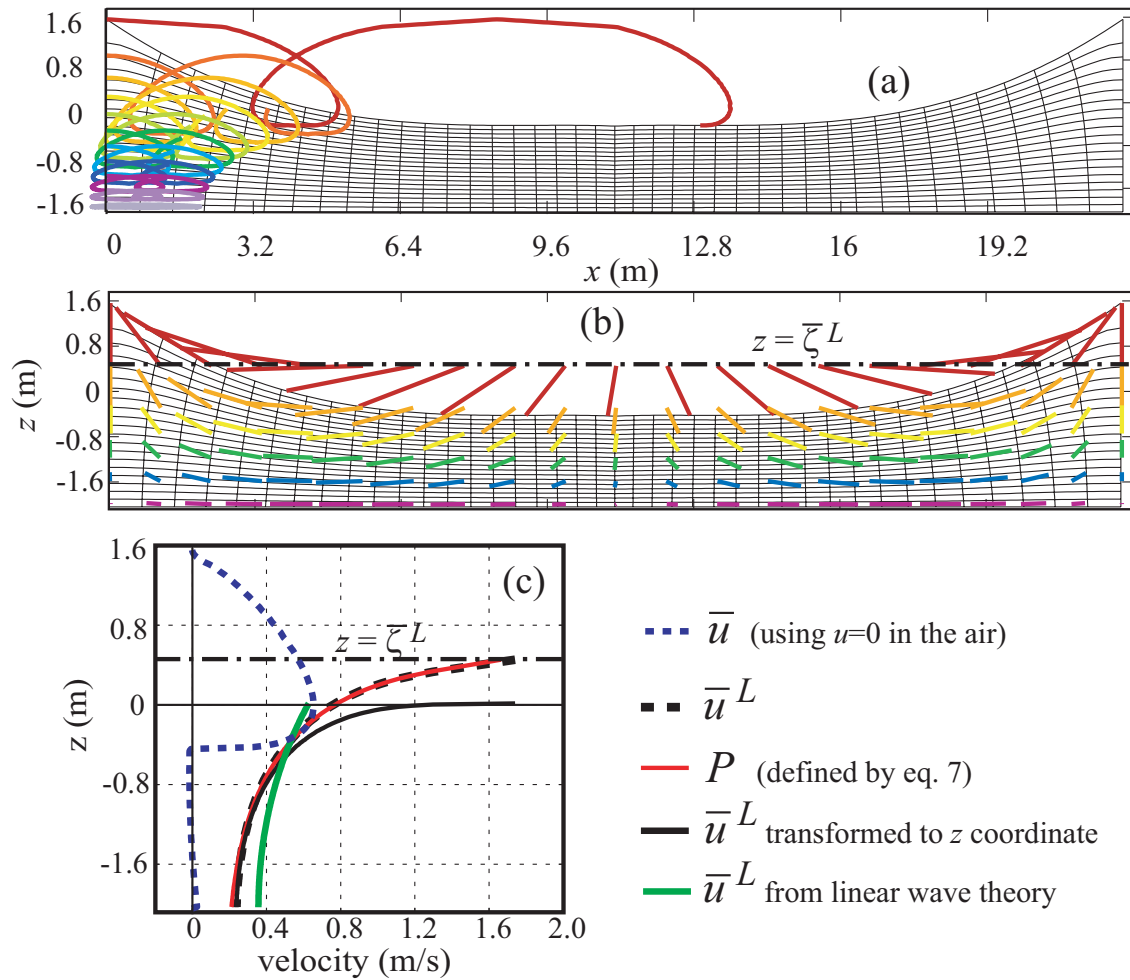 1.6
0.8
0
-0.8
-1.6
(a)
0 3.2 6.4 9.6 12.8 16 19.2
x (m)
1.6
0.8
0
-0.8
-1.6
z (m)
(b)
z = ζ̅ᴸ
1.6
0.8
0
-0.8
-1.6
z (m)
(c)
z = ζ̅ᴸ
0 0.4 0.8 1.2 1.6 2.0
velocity (m/s)
u̅ (using u=0 in the air)
u̅ᴸ
P (defined by eq. 7)
u̅ᴸ transformed to z coordinate
u̅ᴸ from linear wave theory